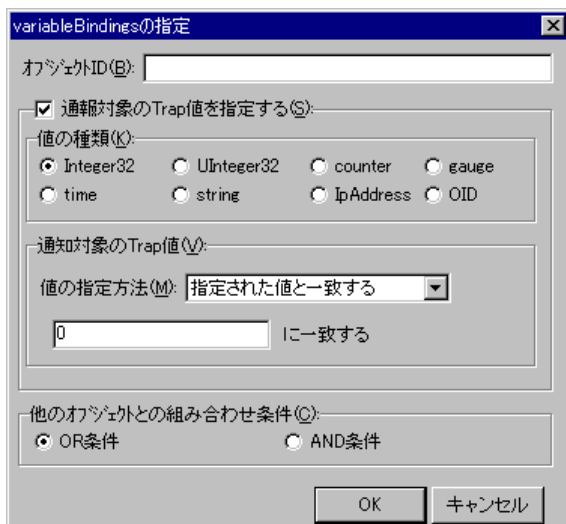 variableBindingsの指定
オブジェクトID(B):
通報対象のTrap値を指定する(S):
値の種類(K):
Integer32 UInteger32 counter gauge
time string IpAddress OID
通知対象のTrap値(V):
値の指定方法(M): 指定された値と一致する
0 に一致する
他のオブジェクトとの組み合わせ条件(C):
OR条件 AND条件
OK キャンセル